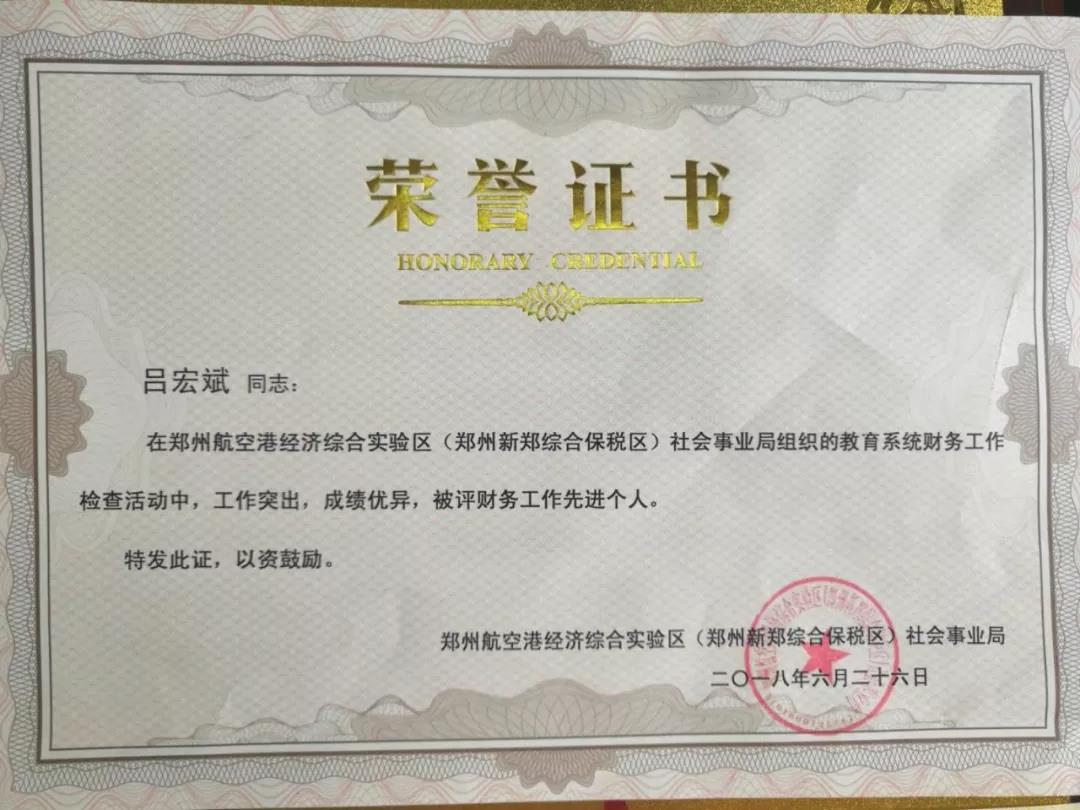 荣誉证书
HONORARY CREDENTIAL
吕宏斌 同志：
在郑州航空港经济综合实验区（郑州新郑综合保税区）社会事业局组织的教育系统财务工作
检查活动中，工作突出，成绩优异，被评财务工作先进个人。
特发此证，以资鼓励。
郑州航空港经济综合实验区（郑州新郑综合保税区）社会事业局
二〇一八年六月二十六日